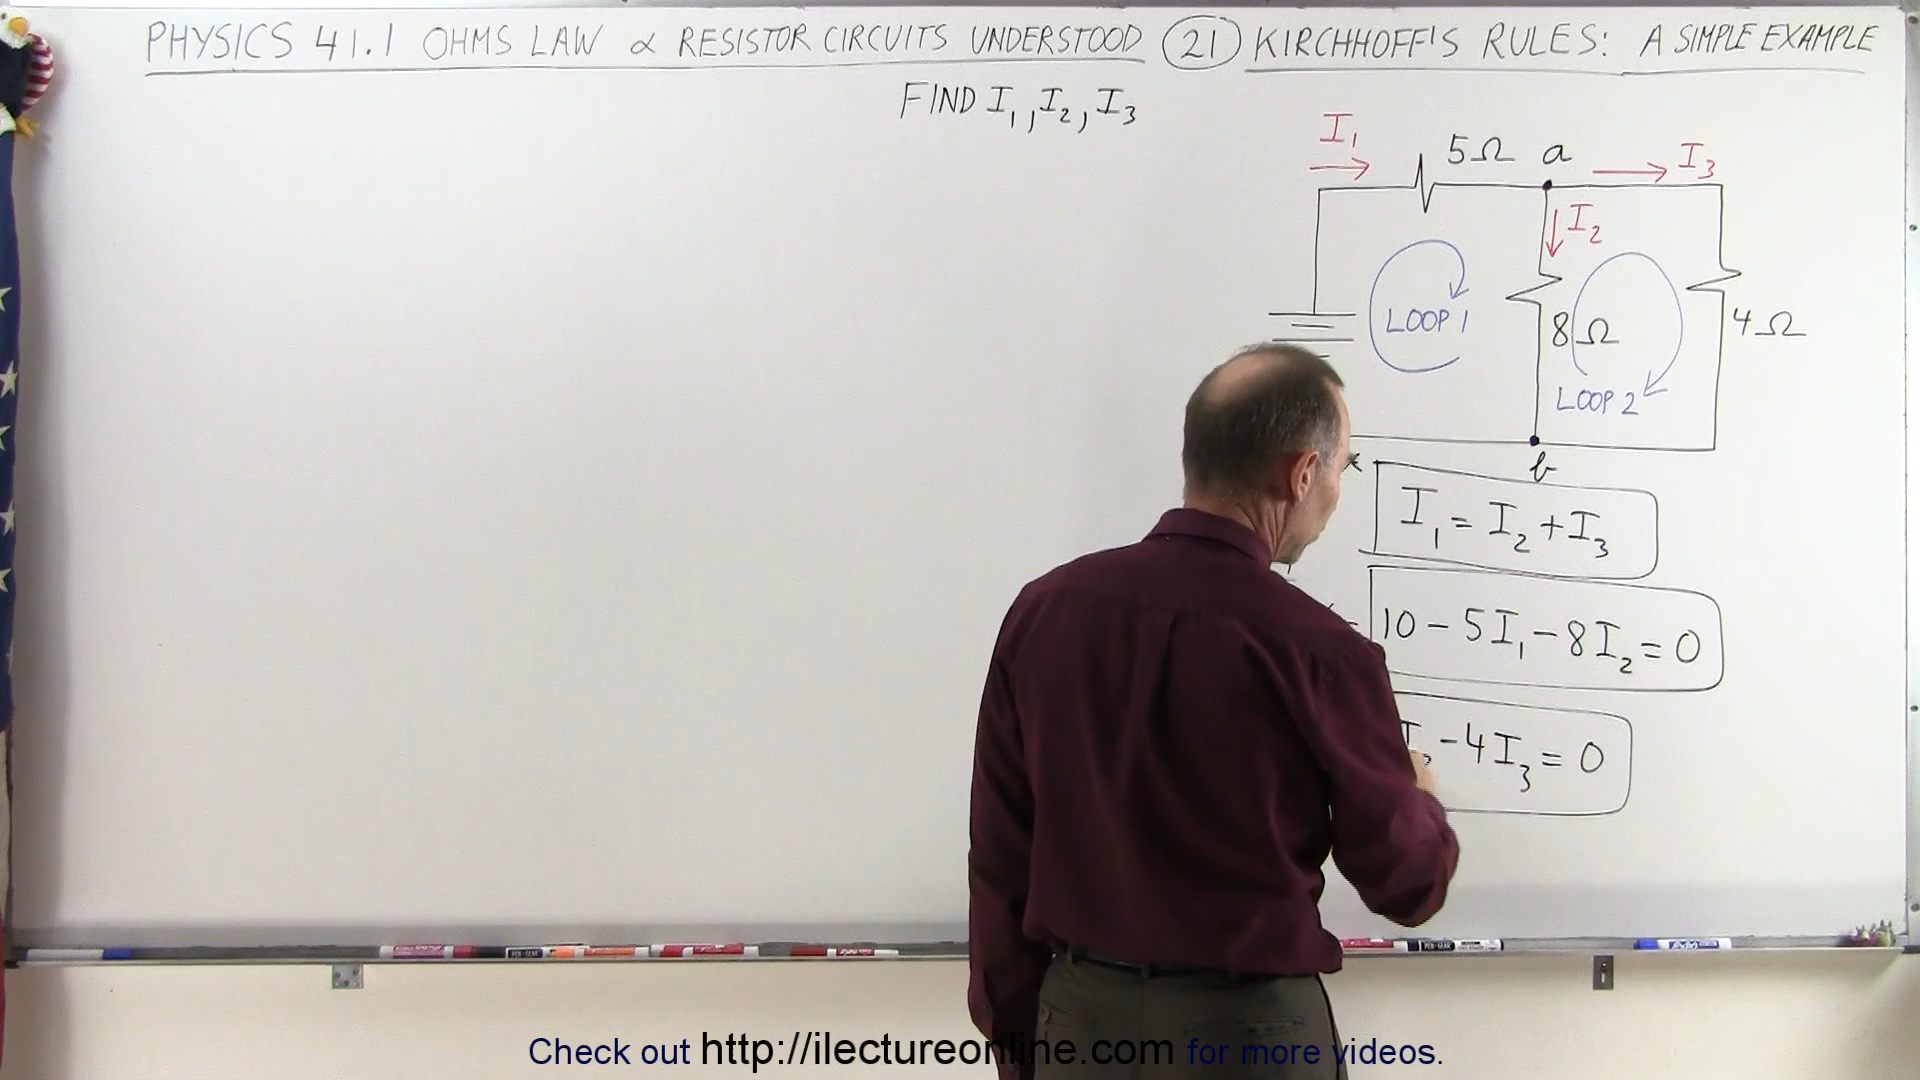 PHYSICS 41.1 OHMS LAW & RESISTOR CIRCUITS UNDERSTOOD 21 KIRCHHOFF'S RULES: A SIMPLE EXAMPLE
FIND I₁, I₂, I₃
I₁
5Ω a
I₃
I₂
LOOP 1
8Ω
4Ω
LOOP 2
b
I₁ = I₂ + I₃
10 - 5I₁ - 8I₂ = 0
- 4I₃ = 0
Check out http://ilectureonline.com for more videos.